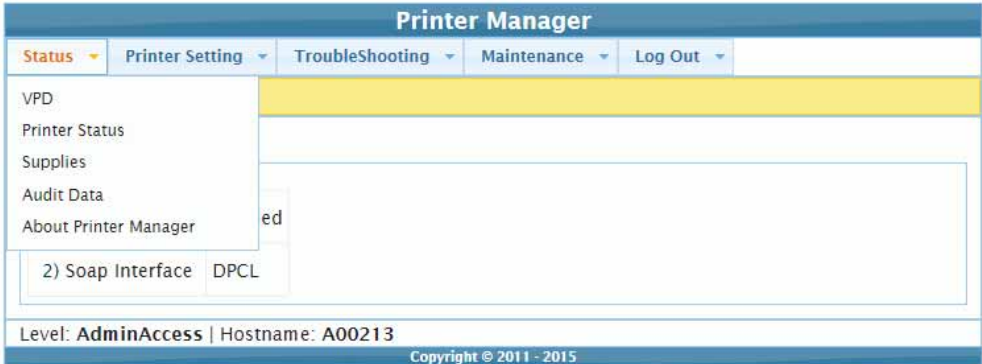 Printer Manager
Status Printer Setting TroubleShooting Maintenance Log Out
VPD
Printer Status
Supplies
Audit Data
About Printer Manager
ed
2) Soap Interface DPCL
Level: AdminAccess | Hostname: A00213
Copyright © 2011 - 2015